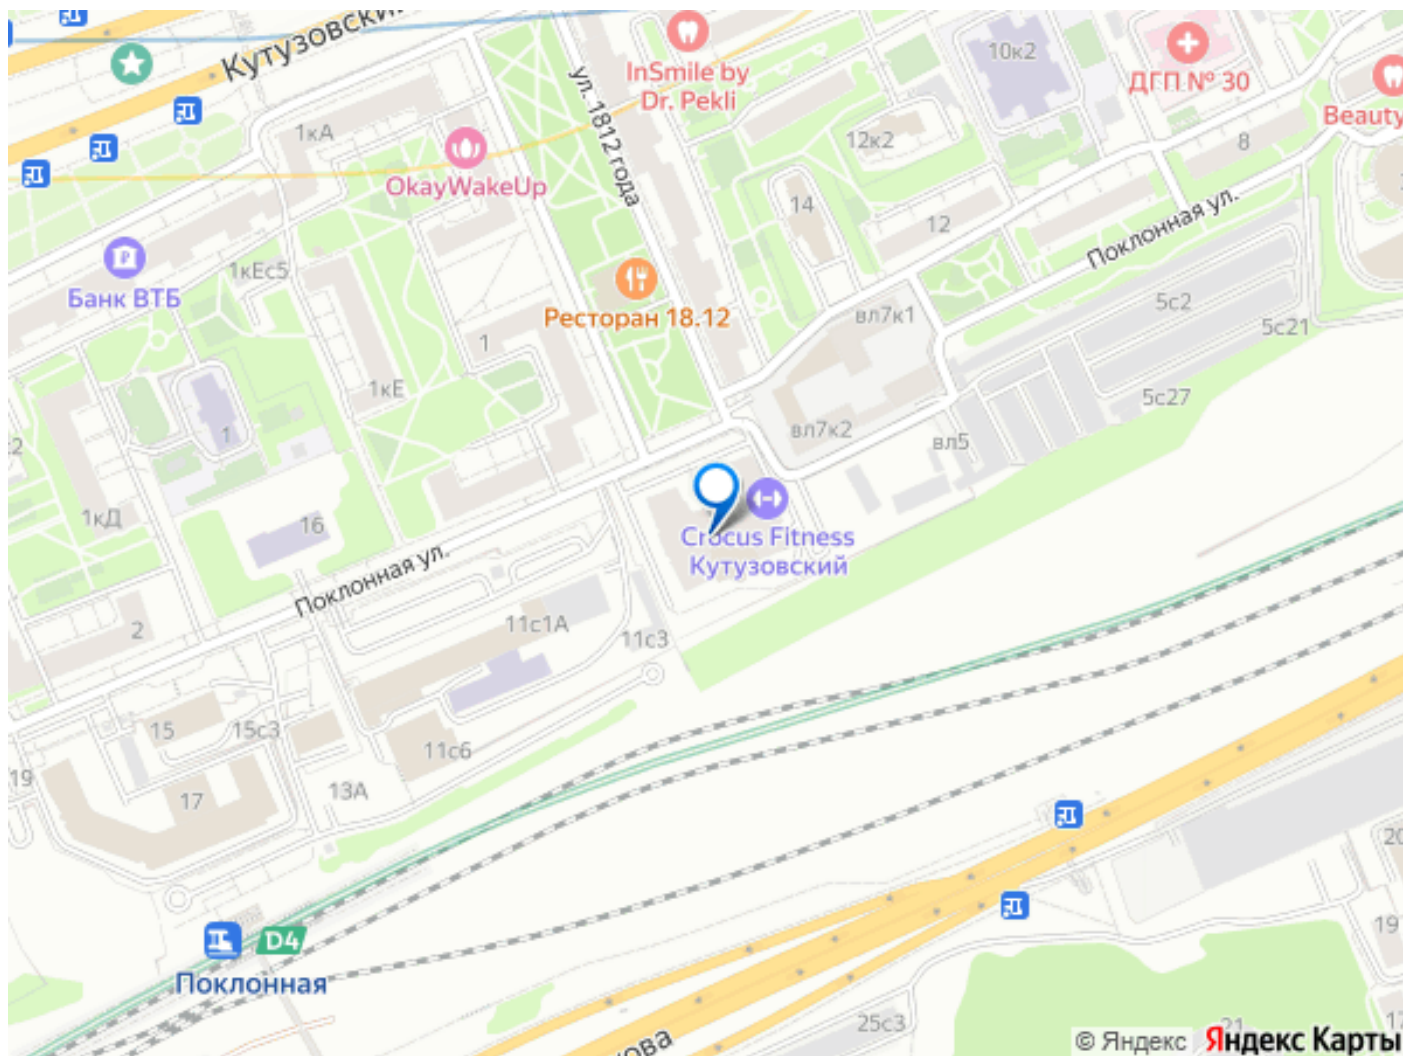 Кутузовский
InSmile by
Dr. Pekli
10к2
ДГП № 30
Beauty
1кА
ул. 1812 года
12к2
8
OkayWakeUp
14
12
Поклонная ул.
Банк ВТБ
1кЕс5
Ресторан 18.12
вл7к1
5с2
5с21
1
1кЕ
5с27
1
вл7к2
вл5
1кД
16
Crocus Fitness
Кутузовский
Поклонная ул.
2
11с1А
11с3
15
15с3
11с6
19
17
13А
20
19
D4
Поклонная
25с3
21
© Яндекс
Яндекс Карты